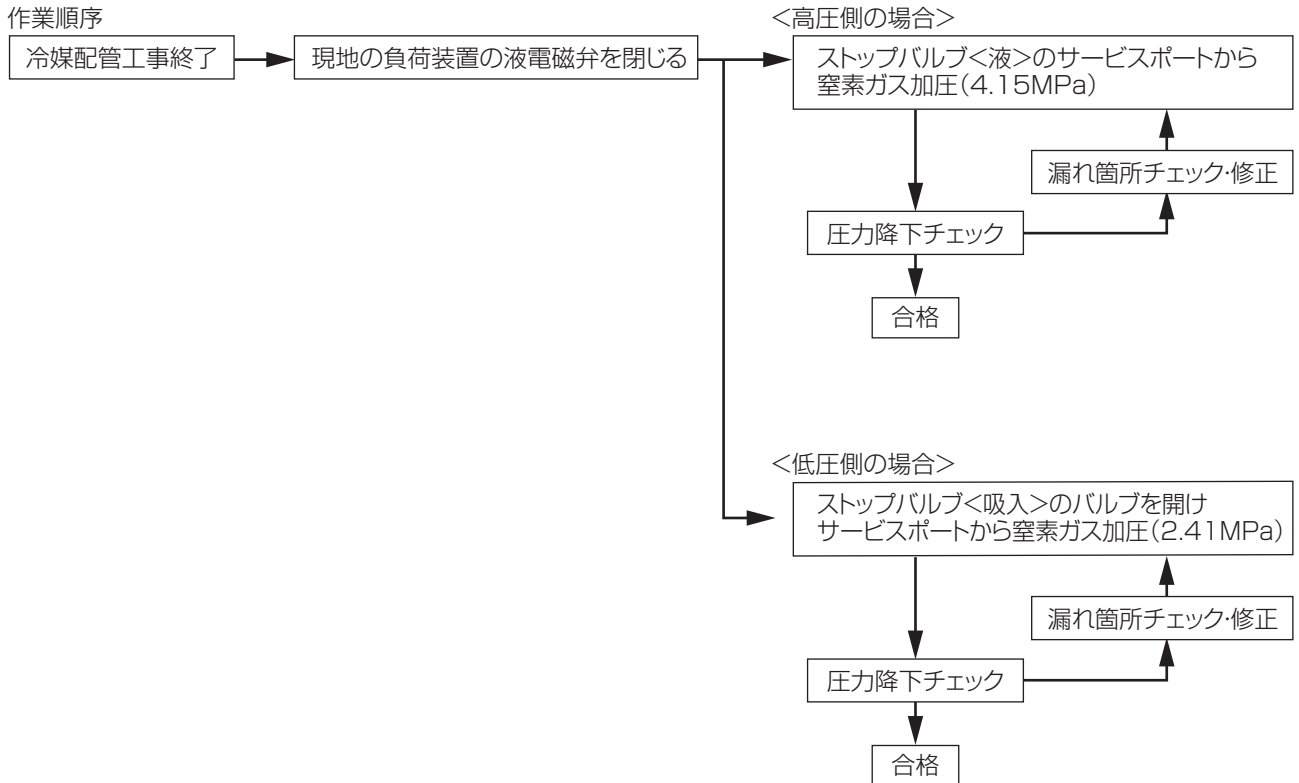 作業順序
冷媒配管工事終了
現地の負荷装置の液電磁弁を閉じる
<高圧側の場合>
ストップバルブ<液>のサービスポートから
窒素ガス加圧(4.15MPa)
漏れ箇所チェック・修正
圧力降下チェック
合格
<低圧側の場合>
ストップバルブ<吸入>のバルブを開け
サービスポートから窒素ガス加圧(2.41MPa)
漏れ箇所チェック・修正
圧力降下チェック
合格